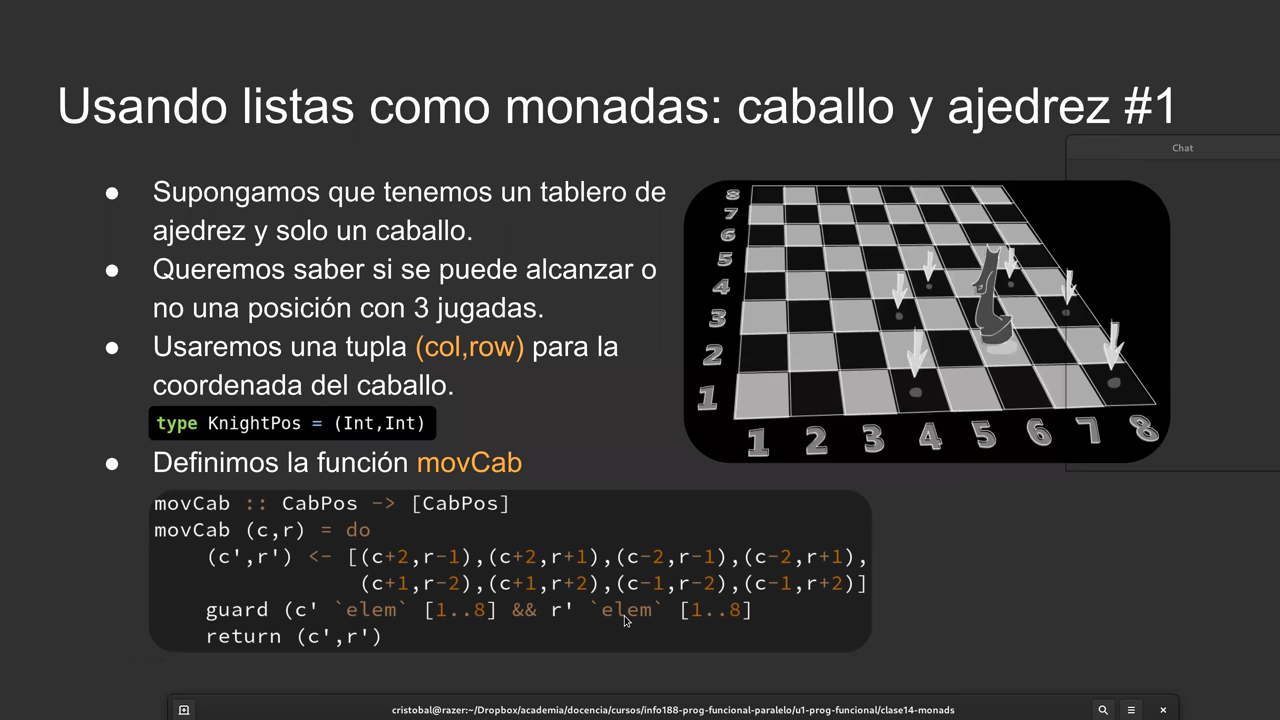 Usando listas como monadas: caballo y ajedrez #1
Chat
● Supongamos que tenemos un tablero de
ajedrez y solo un caballo.
● Queremos saber si se puede alcanzar o
no una posición con 3 jugadas.
● Usaremos una tupla (col,row) para la
coordenada del caballo.
type KnightPos = (Int,Int)
● Definimos la función movCab
8
7
6
5
4
3
2
1
1 2 3 4 5 6 7 8
movCab :: CabPos -> [CabPos]
movCab (c,r) = do
(c',r') <- [(c+2,r-1),(c+2,r+1),(c-2,r-1),(c-2,r+1),
(c+1,r-2),(c+1,r+2),(c-1,r-2),(c-1,r+2)]
guard (c' `elem` [1..8] && r' `elem` [1..8]
return (c',r')
cristobal@razer:~/Dropbox/academia/docencia/cursos/info188-prog-funcional-paralelo/u1-prog-funcional/clase14-monads